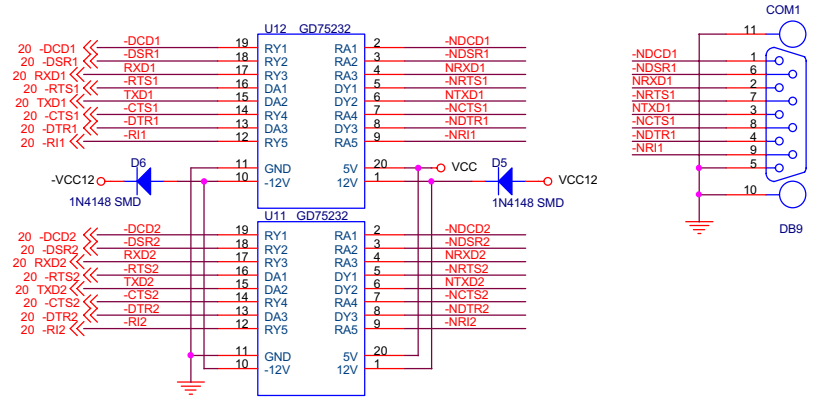 U12 GD75232
20 -DCD1 -DCD1 19 RY1 RA1 2 -NDCD1
20 -DSR1 -DSR1 18 RY2 RA2 3 -NDSR1
20 RXD1 RXD1 17 RY3 RA3 4 NRXD1
20 -RTS1 -RTS1 16 DA1 DY1 5 -NRTS1
20 TXD1 TXD1 15 DA2 DY2 6 NTXD1
20 -CTS1 -CTS1 14 RY4 RA4 7 -NCTS1
20 -DTR1 -DTR1 13 DA3 DY3 8 -NDTR1
20 -RI1 -RI1 12 RY5 RA5 9 -NRI1
11 GND 5V 20 VCC
-VCC12 D6 10 -12V 12V 1 D5 VCC12
1N4148 SMD 1N4148 SMD
U11 GD75232
20 -DCD2 -DCD2 19 RY1 RA1 2 -NDCD2
20 -DSR2 -DSR2 18 RY2 RA2 3 -NDSR2
20 RXD2 RXD2 17 RY3 RA3 4 NRXD2
20 -RTS2 -RTS2 16 DA1 DY1 5 -NRTS2
20 TXD2 TXD2 15 DA2 DY2 6 NTXD2
20 -CTS2 -CTS2 14 RY4 RA4 7 -NCTS2
20 -DTR2 -DTR2 13 DA3 DY3 8 -NDTR2
20 -RI2 -RI2 12 RY5 RA5 9 -NRI2
11 GND 5V 20
10 -12V 12V 1
COM1
11
-NDCD1 1
-NDSR1 6
NRXD1 2
-NRTS1 7
NTXD1 3
-NCTS1 8
-NDTR1 4
-NRI1 9
5
10
DB9